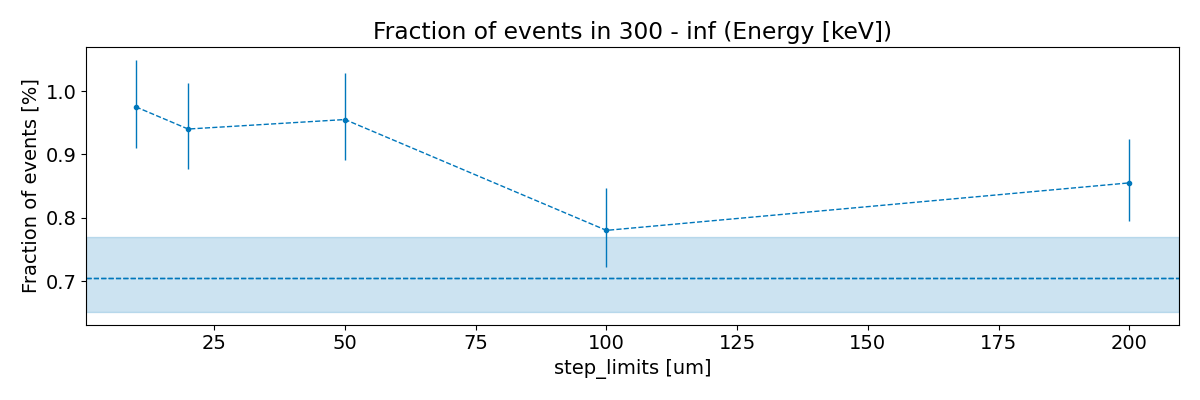 Fraction of events in 300 - inf (Energy [keV])
Fraction of events [%]
1.0
0.9
0.8
0.7
25 50 75 100 125 150 175 200
step_limits [um]